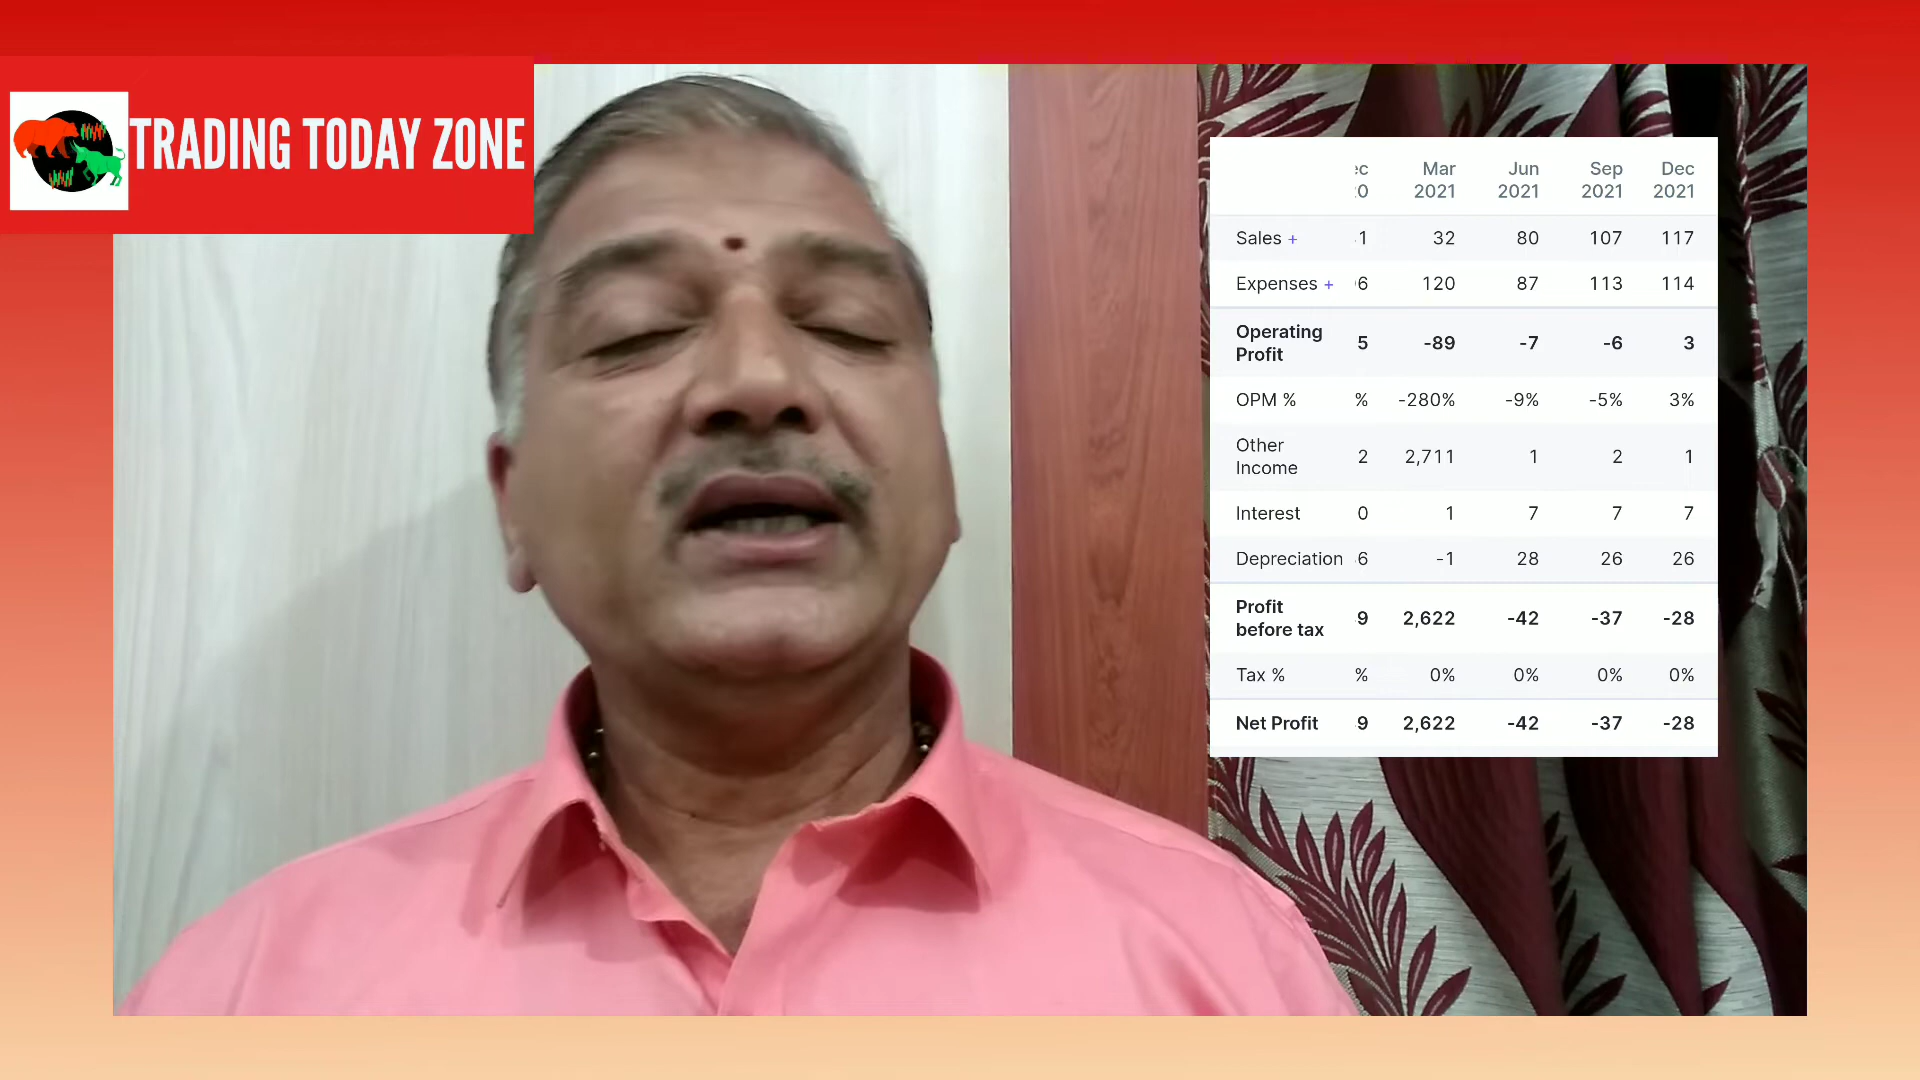 TRADING TODAY ZONE
Mar Jun Sep Dec
2021 2021 2021 2021
Sales + 1 32 80 107 117
Expenses + 6 120 87 113 114
Operating
Profit 5 -89 -7 -6 3
OPM % % -280% -9% -5% 3%
Other
Income 2 2,711 1 2 1
Interest 0 1 7 7 7
Depreciation 6 -1 28 26 26
Profit
before tax 9 2,622 -42 -37 -28
Tax % % 0% 0% 0% 0%
Net Profit 9 2,622 -42 -37 -28